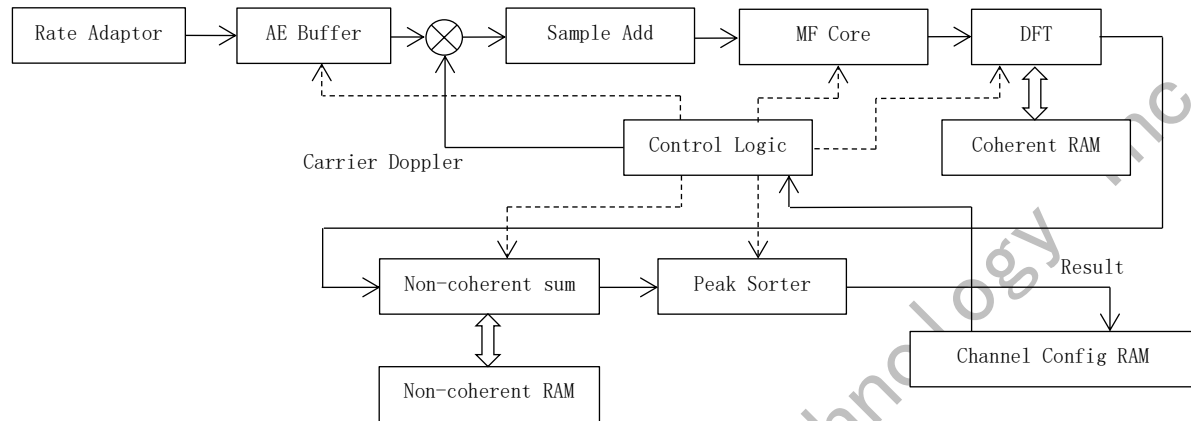 Rate Adaptor
AE Buffer
Sample Add
MF Core
DFT
Control Logic
Coherent RAM
Carrier Doppler
Non-coherent sum
Peak Sorter
Result
Channel Config RAM
Non-coherent RAM